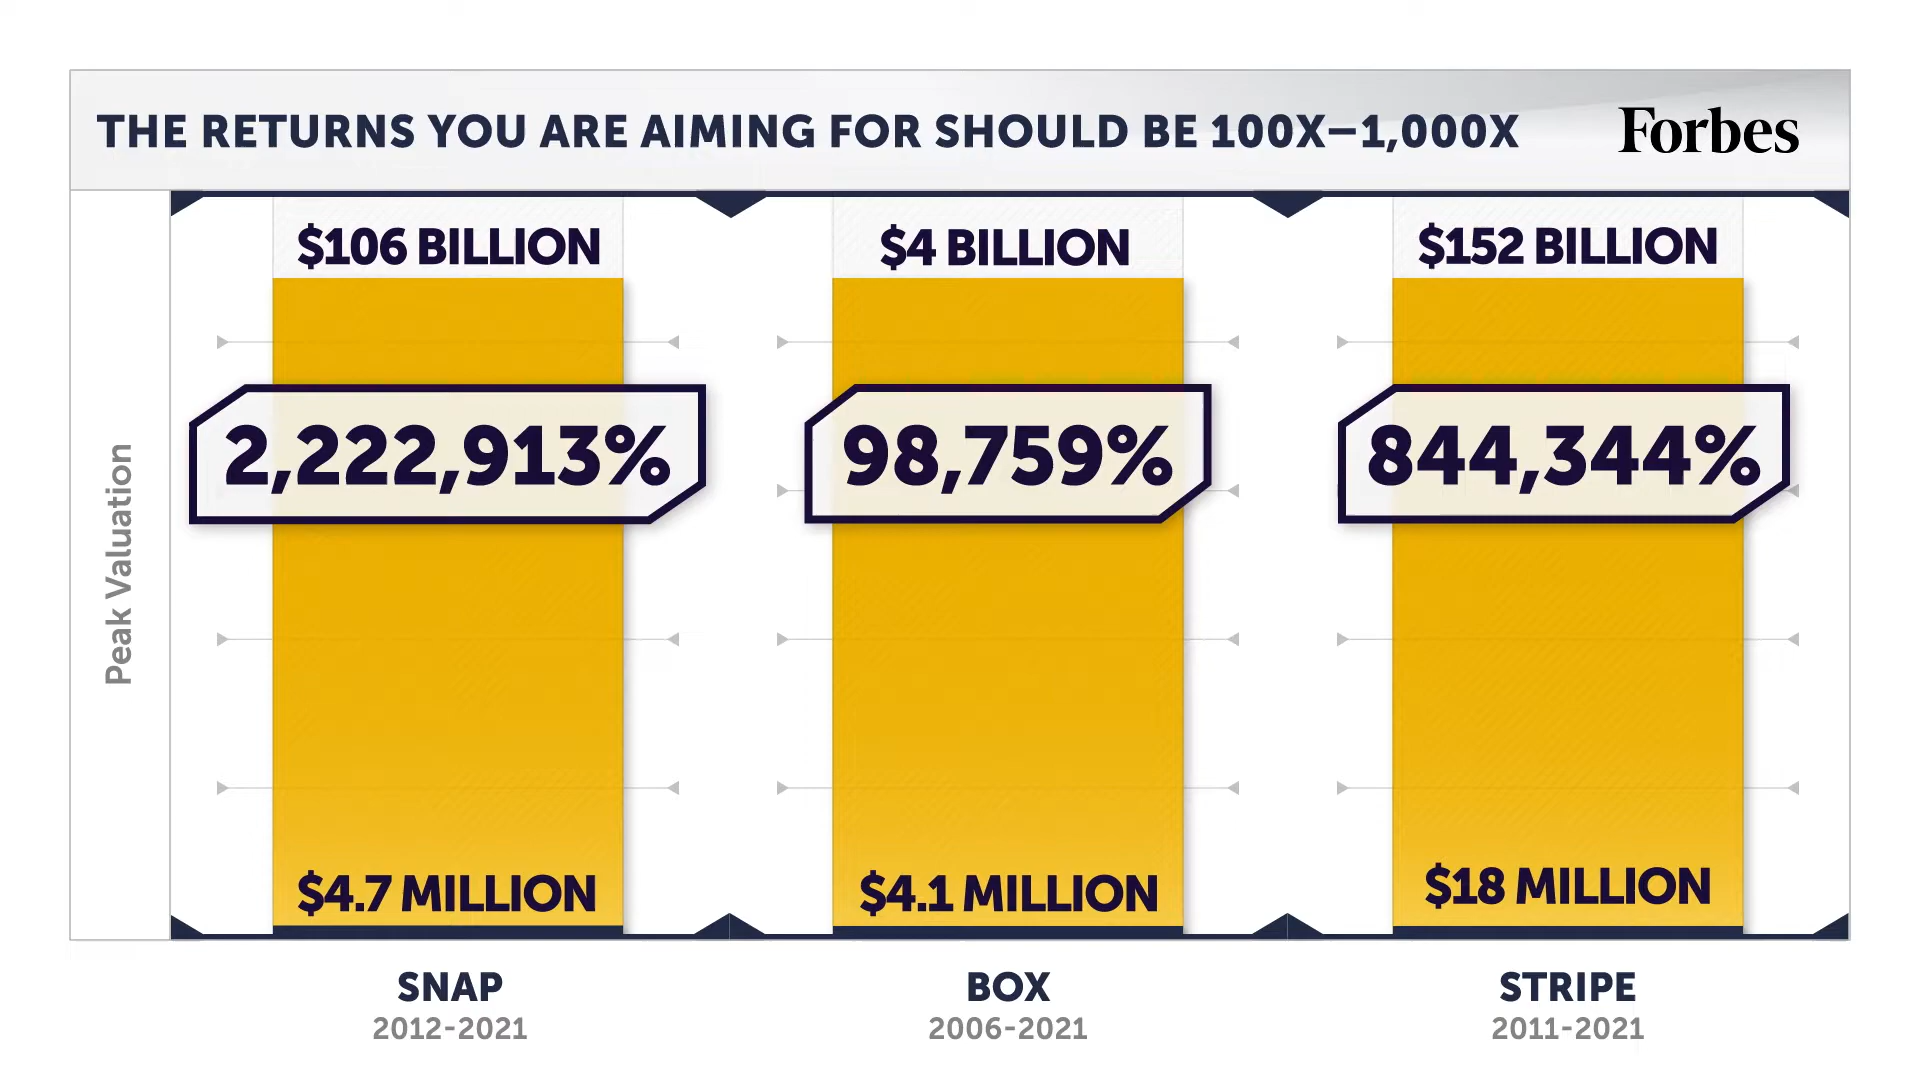 THE RETURNS YOU ARE AIMING FOR SHOULD BE 100X–1,000X
Forbes
Peak Valuation
$106 BILLION
$4 BILLION
$152 BILLION
2,222,913%
98,759%
844,344%
$4.7 MILLION
$4.1 MILLION
$18 MILLION
SNAP
BOX
STRIPE
2012-2021
2006-2021
2011-2021